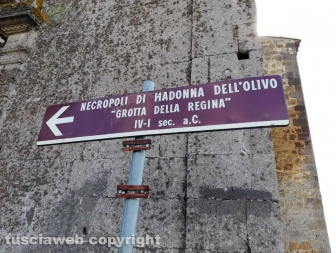 NECROPOLI DI MADONNA DELL'OLIVO
"GROTTA DELLA REGINA"
IV-I sec. a.C.
tusciaweb copyright